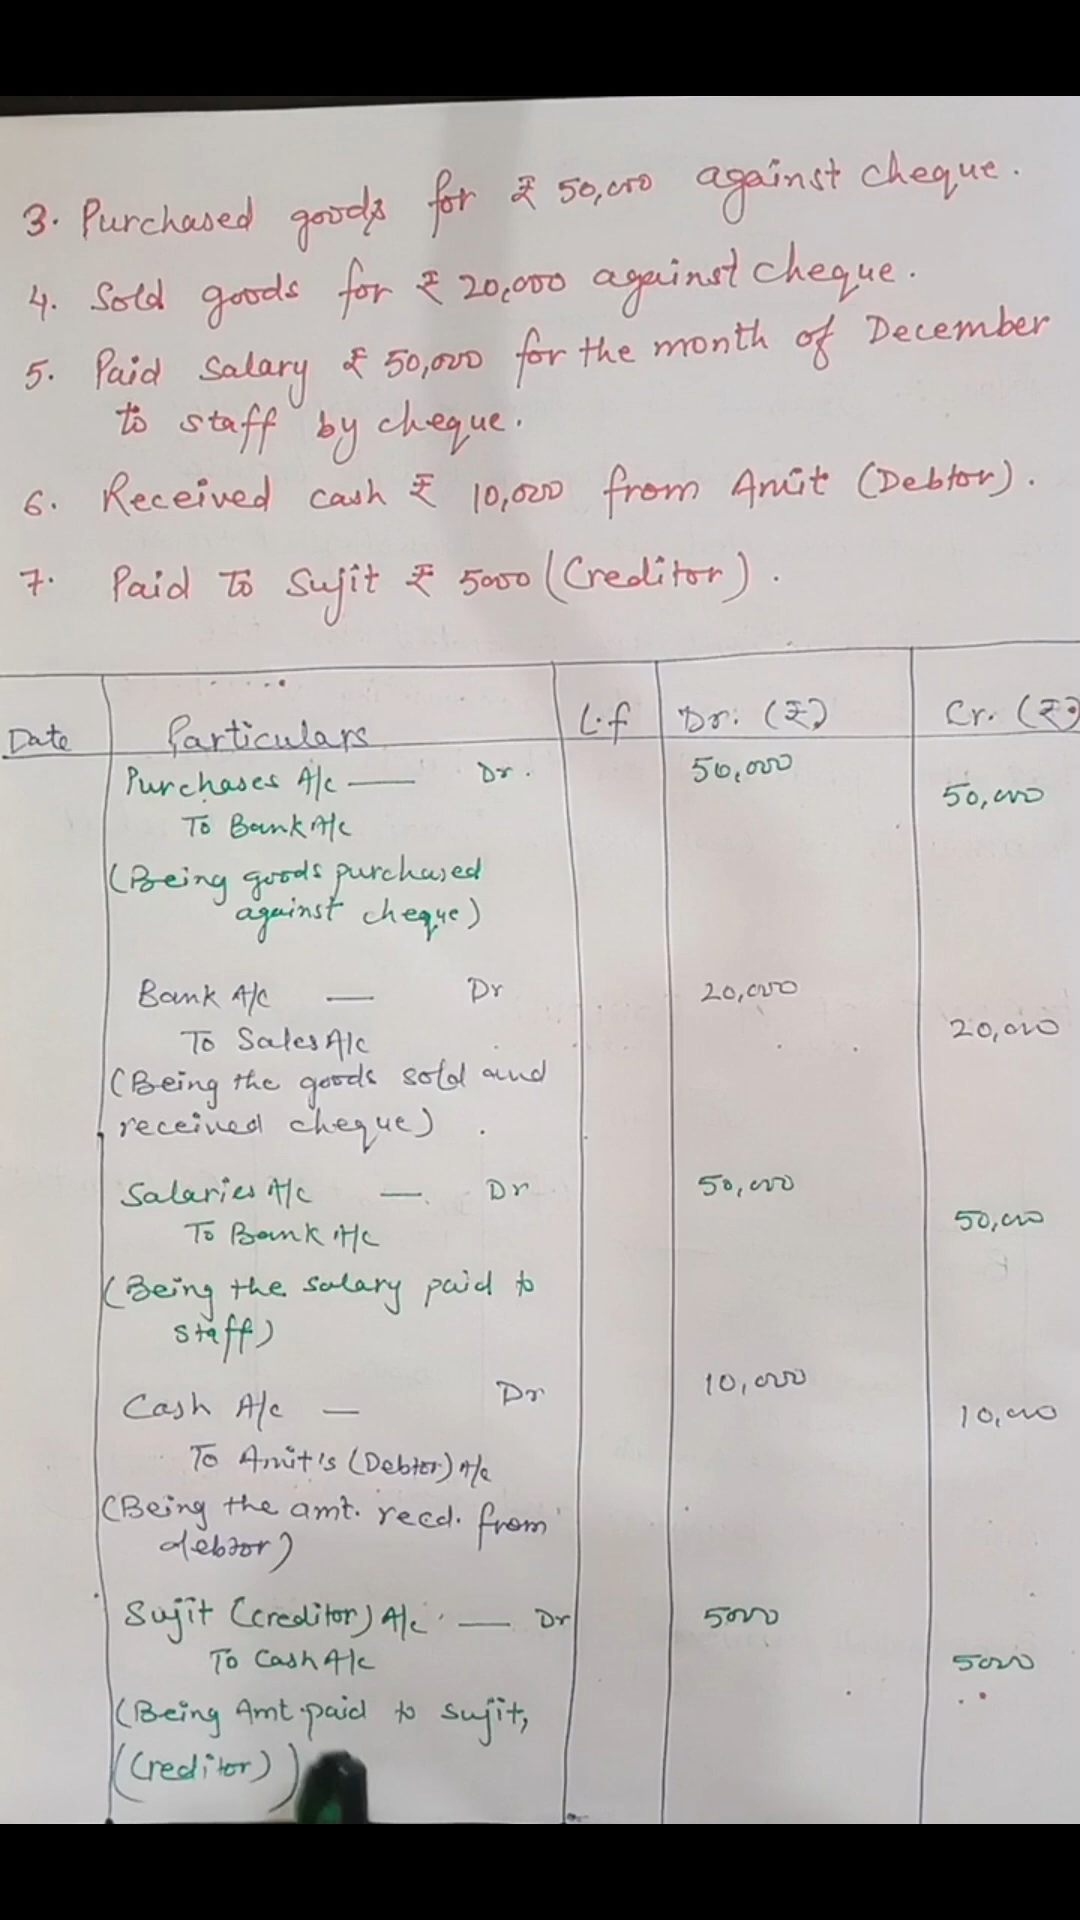 3. Purchased goods for ₹ 50,000 against cheque.
4. Sold goods for ₹ 20,000 against cheque.
5. Paid Salary ₹ 50,000 for the month of December
to staff by cheque.
6. Received cash ₹ 10,000 from Amit (Debtor).
7. Paid to Sujit ₹ 5000 (Creditor).
Date Particulars L.f Dr. (₹) Cr. (₹)
Purchases A/c — Dr. 50,000
To Bank A/c 50,000
(Being goods purchased
against cheque)
Bank A/c — Dr 20,000
To Sales A/c 20,000
(Being the goods sold and
received cheque).
Salaries A/c —. Dr 50,000
To Bank A/c 50,000
(Being the salary paid to
staff)
Cash A/c — Dr 10,000
To Amit's (Debtor) A/c 10,000
(Being the amt. recd. from
debtor)
Sujit (creditor) A/c — Dr 5000
To Cash A/c 5000
(Being Amt. paid to sujit,
(Creditor))